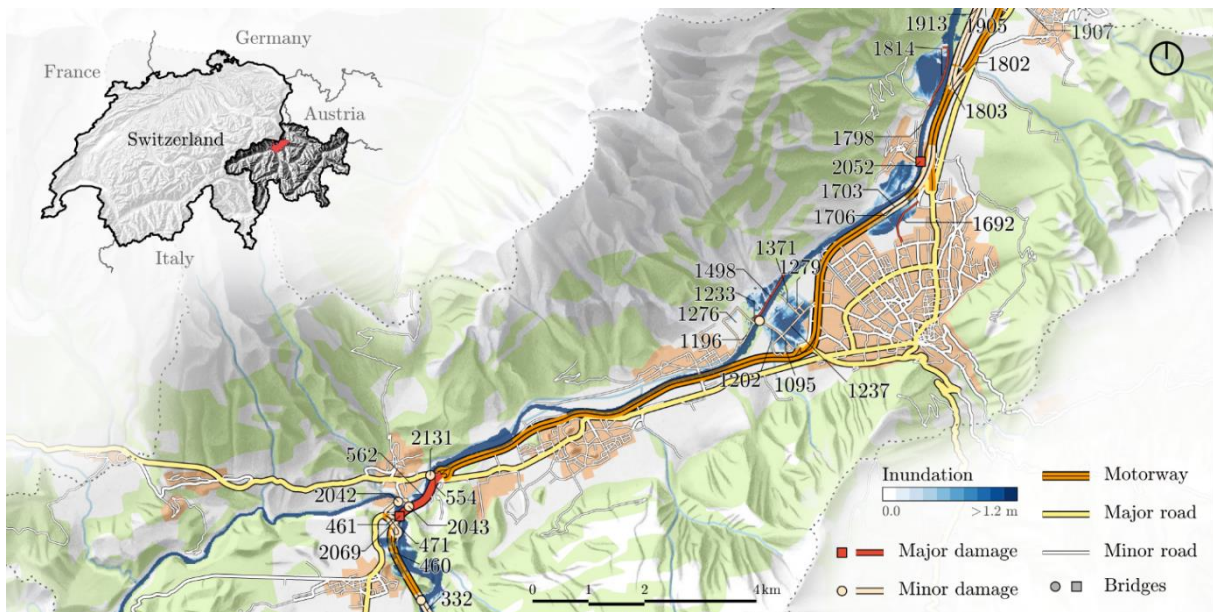 Germany
France
Austria
Switzerland
Italy
1913
1905
1907
1814
1802
1803
1798
2052
1703
1706
1692
1371
1498
1279
1233
1276
1196
1202
1095
1237
2131
562
2042
554
461
2043
2069
471
460
332
Inundation
0.0
>1.2 m
Major damage
Minor damage
Motorway
Major road
Minor road
Bridges
0 1 2 4 km